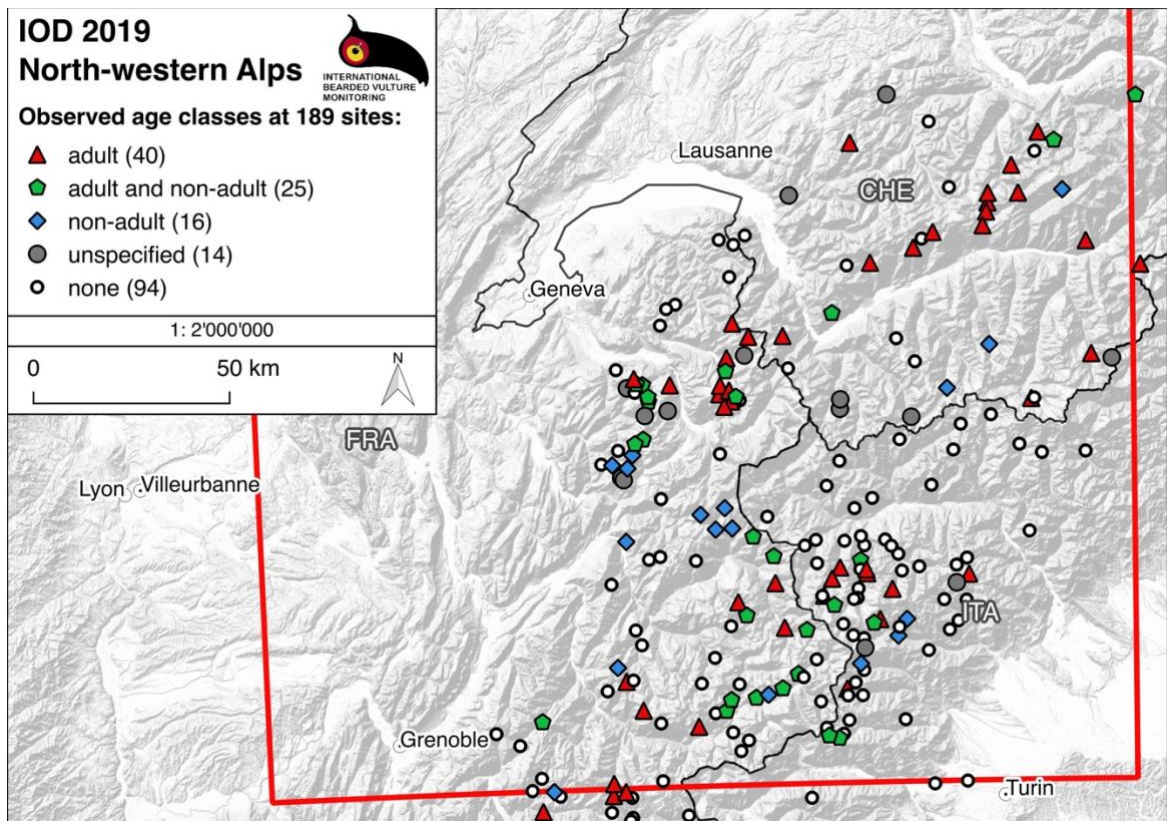 IOD 2019
North-western Alps
INTERNATIONAL
BEARDED VULTURE
MONITORING
Observed age classes at 189 sites:
adult (40)
adult and non-adult (25)
non-adult (16)
unspecified (14)
none (94)
1: 2'000'000
0 50 km
N
Lausanne
CHE
Geneva
FRA
Lyon
Villeurbanne
ITA
Grenoble
Turin